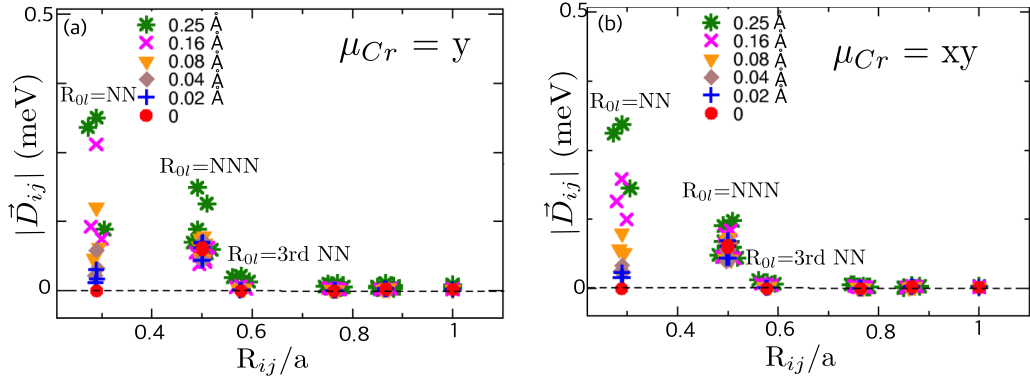 (a)
0.5
0.25 Å
0.16 Å
0.08 Å
0.04 Å
0.02 Å
0
μ_Cr = y
R_0l=NN
R_0l=NNN
R_0l=3rd NN
|D⃗_ij| (meV)
0
0.4 0.6 0.8 1
R_ij/a
(b)
0.5
0.25 Å
0.16 Å
0.08 Å
0.04 Å
0.02 Å
0
μ_Cr = xy
R_0l=NN
R_0l=NNN
R_0l=3rd NN
|D⃗_ij| (meV)
0
0.4 0.6 0.8 1
R_ij/a